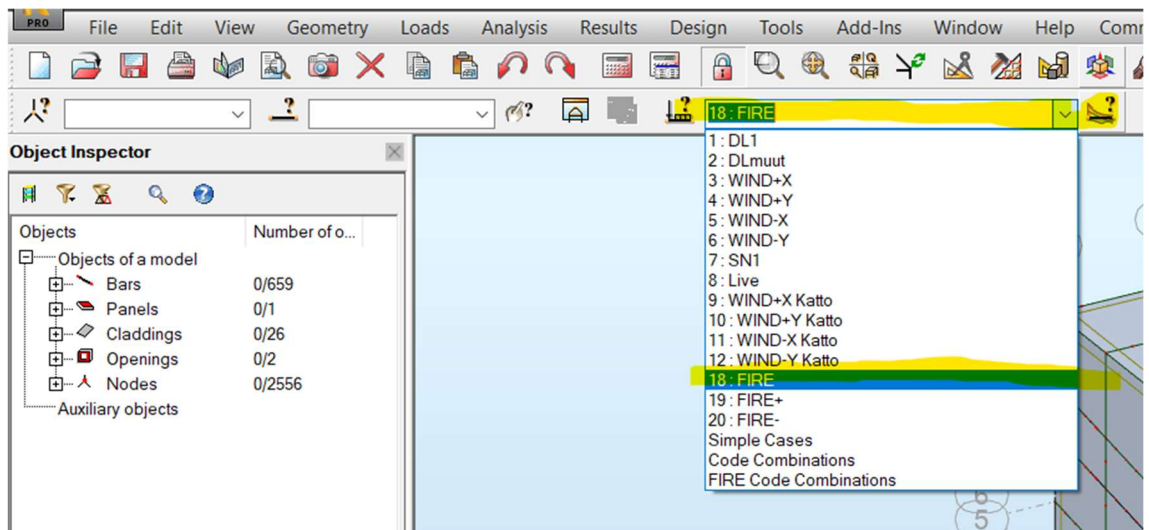 PRO
File Edit View Geometry Loads Analysis Results Design Tools Add-Ins Window Help
18 : FIRE
Object Inspector
Objects Number of o...
Objects of a model
Bars 0/659
Panels 0/1
Claddings 0/26
Openings 0/2
Nodes 0/2556
Auxiliary objects
1 : DL1
2 : DLmuut
3 : WIND+X
4 : WIND+Y
5 : WIND-X
6 : WIND-Y
7 : SN1
8 : Live
9 : WIND+X Katto
10 : WIND+Y Katto
11 : WIND-X Katto
12 : WIND-Y Katto
18 : FIRE
19 : FIRE+
20 : FIRE-
Simple Cases
Code Combinations
FIRE Code Combinations
6
5